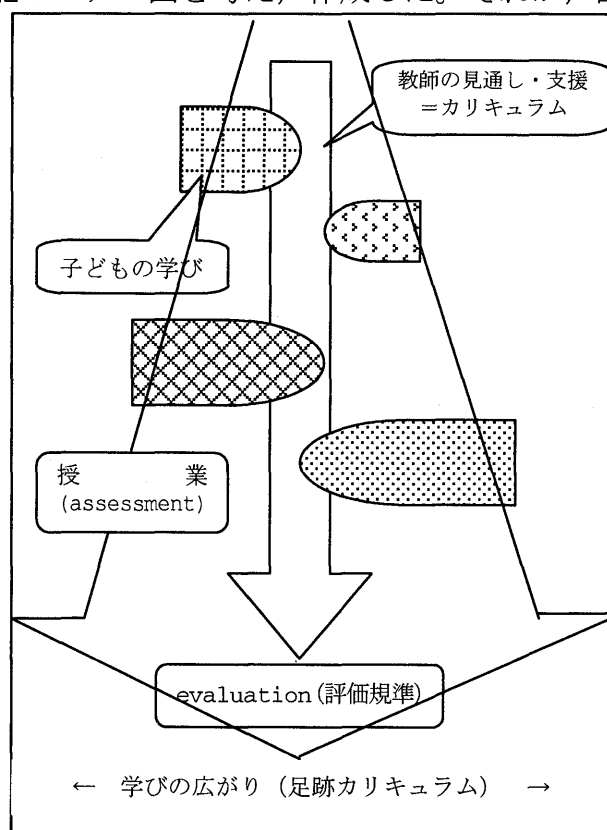 教師の見通し・支援
＝カリキュラム
子どもの学び
授　　業
(assessment)
evaluation(評価規準)
←　学びの広がり（足跡カリキュラム）　→